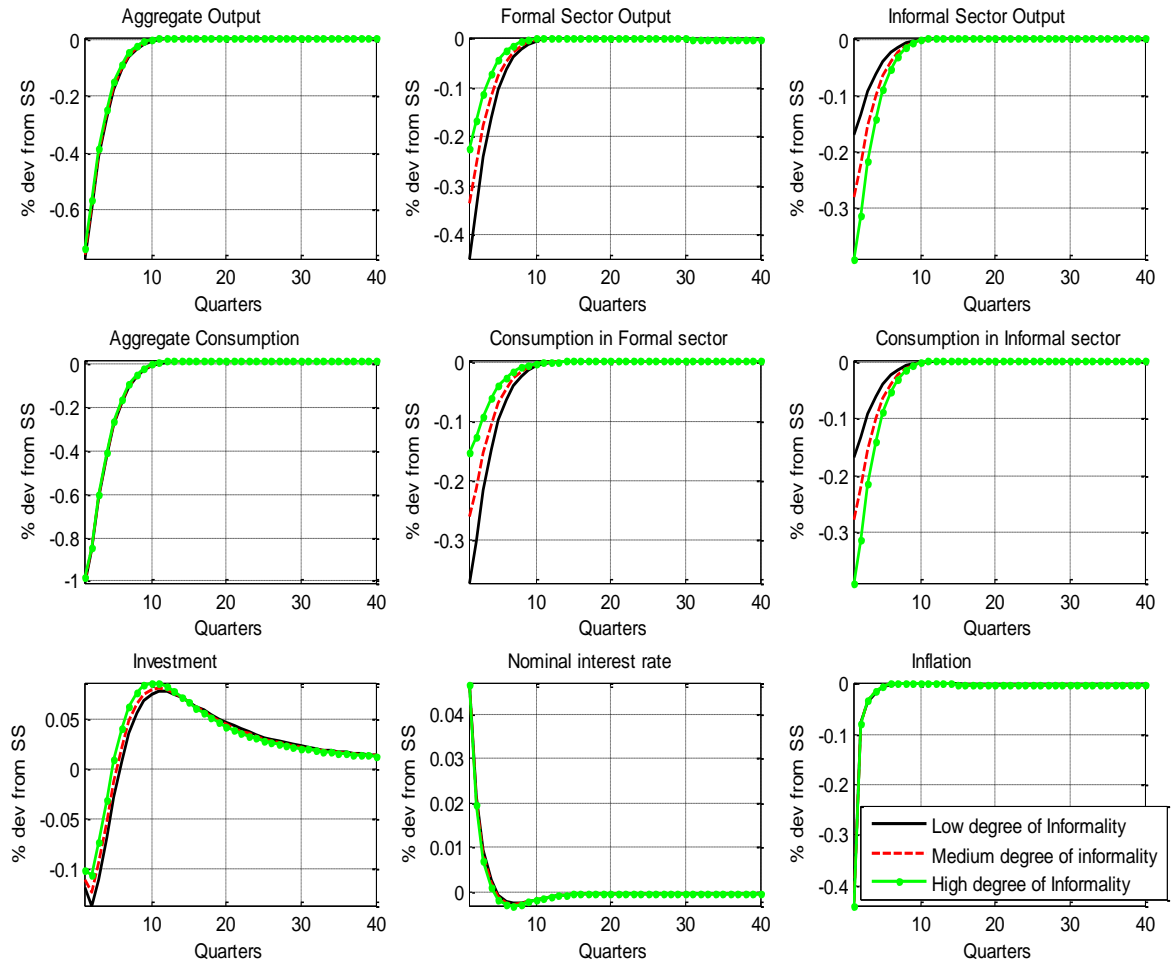 Aggregate Output
Formal Sector Output
Informal Sector Output
% dev from SS
0
-0.2
-0.4
-0.6
10
20
30
40
Quarters
% dev from SS
0
-0.1
-0.2
-0.3
-0.4
10
20
30
40
Quarters
% dev from SS
0
-0.1
-0.2
-0.3
10
20
30
40
Quarters
Aggregate Consumption
Consumption in Formal sector
Consumption in Informal sector
% dev from SS
0
-0.2
-0.4
-0.6
-0.8
-1
10
20
30
40
Quarters
% dev from SS
0
-0.1
-0.2
-0.3
10
20
30
40
Quarters
% dev from SS
0
-0.1
-0.2
-0.3
10
20
30
40
Quarters
Investment
Nominal interest rate
Inflation
% dev from SS
0.05
0
-0.05
-0.1
10
20
30
40
Quarters
% dev from SS
0.04
0.03
0.02
0.01
0
10
20
30
40
Quarters
% dev from SS
0
-0.1
-0.2
-0.3
-0.4
Low degree of Informality
Medium degree of informality
High degree of Informality
10
20
30
40
Quarters